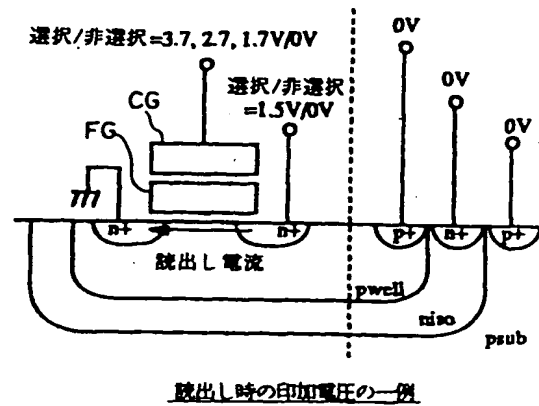 選択/非選択=3.7, 2.7, 1.7V/0V
CG
FG
選択/非選択
=1.5V/0V
0V
0V
0V
n+
n+
p+
n+
p+
読出し電流
pwell
niso
psub
読出し時の印加電圧の一例